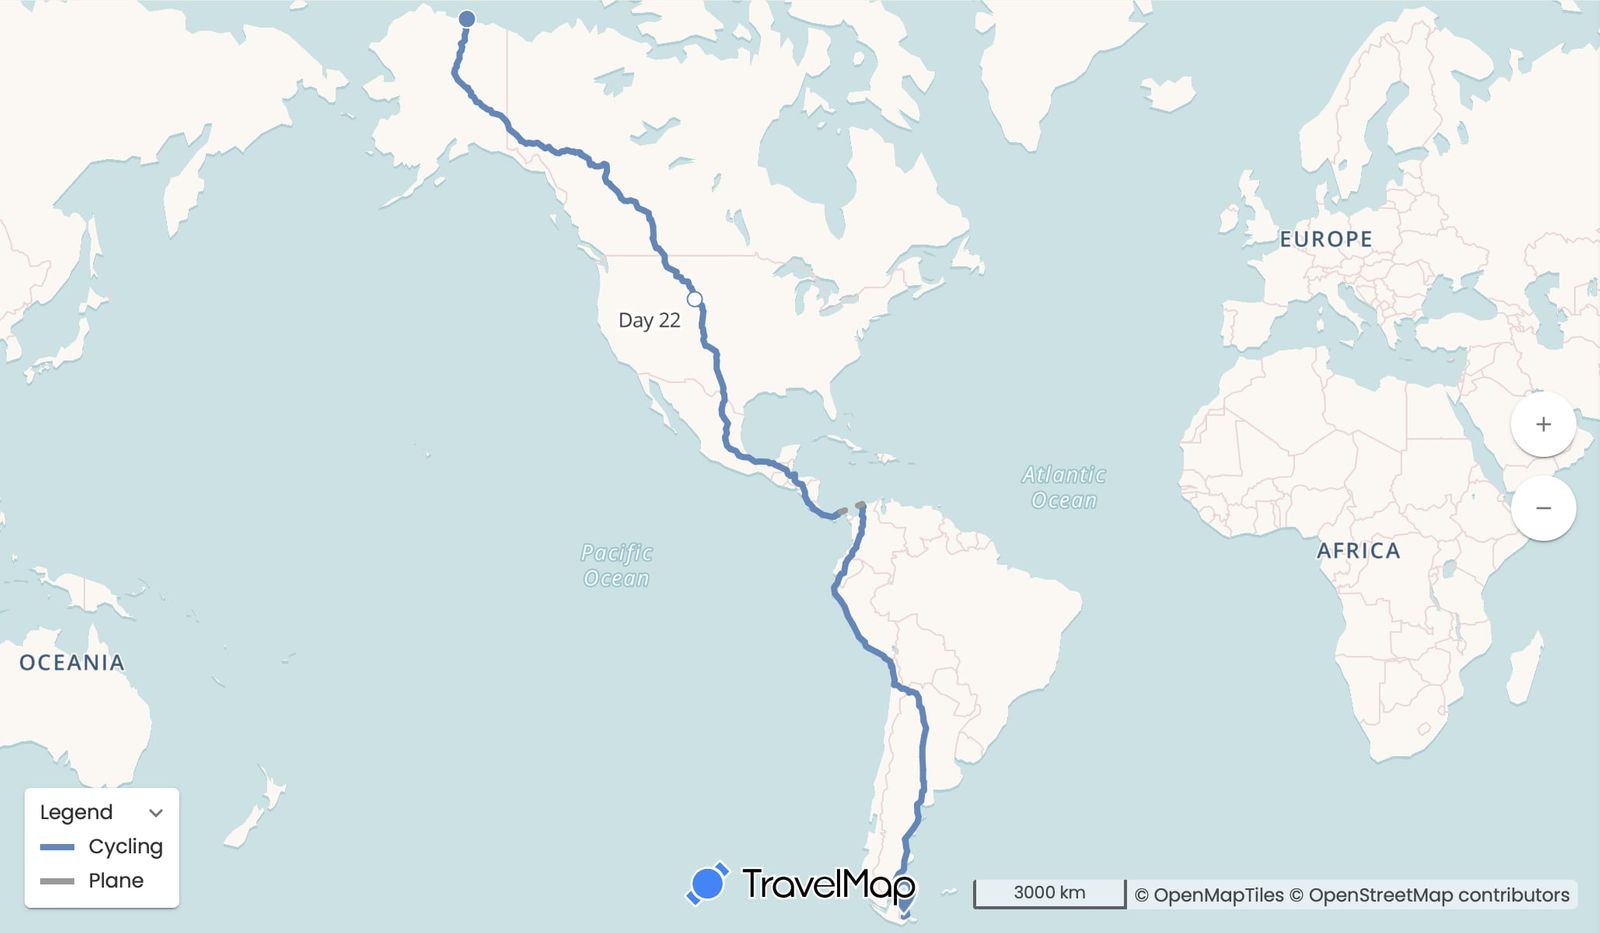 EUROPE
Day 22
Atlantic
Ocean
Pacific
Ocean
AFRICA
OCEANIA
+
−
Legend
Cycling
Plane
TravelMap
3000 km
© OpenMapTiles © OpenStreetMap contributors